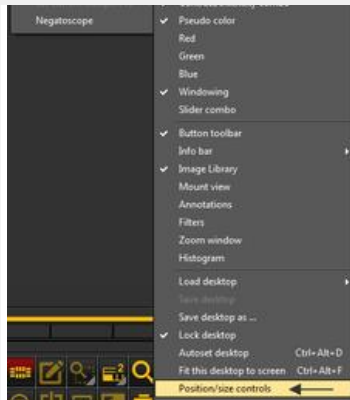 Negatoscope
Pseudo color
Red
Green
Blue
Windowing
Slider combo
Button toolbar
Info bar
Image Library
Mount view
Annotations
Filters
Zoom window
Histogram
Load desktop
Save desktop
Save desktop as ...
Lock desktop
Autoset desktop Ctrl+Alt+D
Fit this desktop to screen Ctrl+Alt+F
Position/size controls